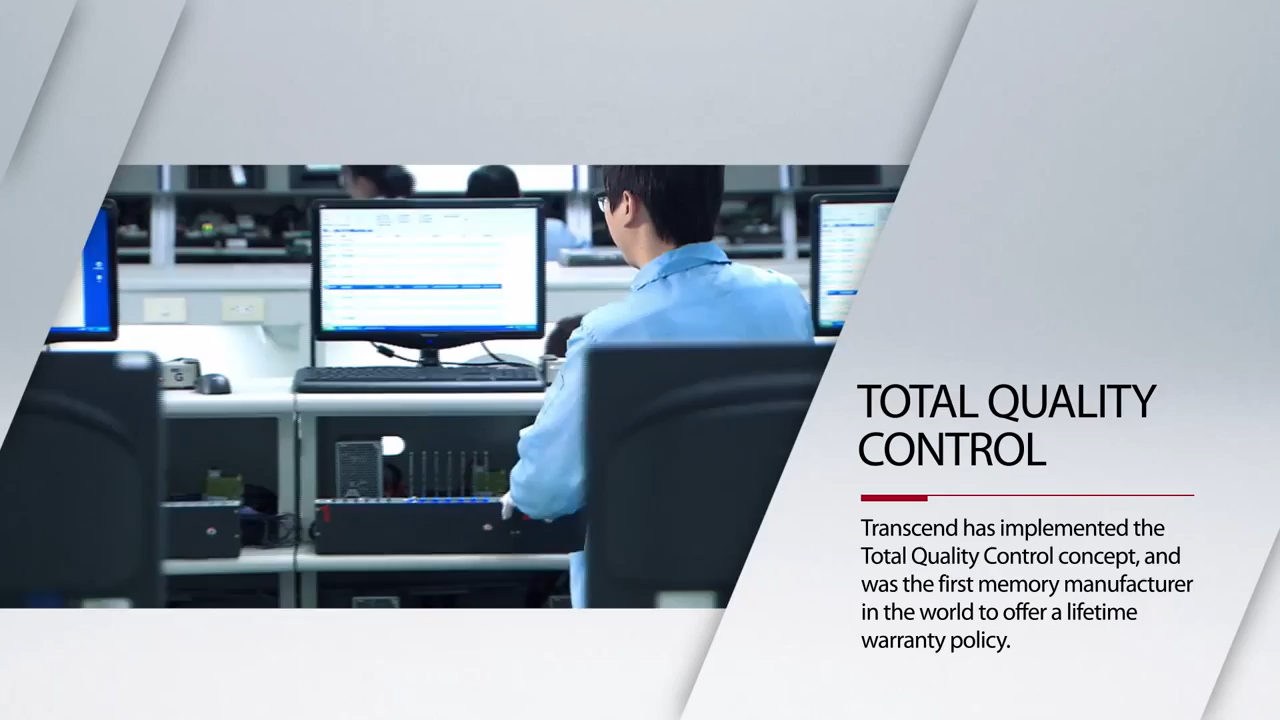 TOTAL QUALITY
CONTROL
Transcend has implemented the
Total Quality Control concept, and
was the first memory manufacturer
in the world to offer a lifetime
warranty policy.